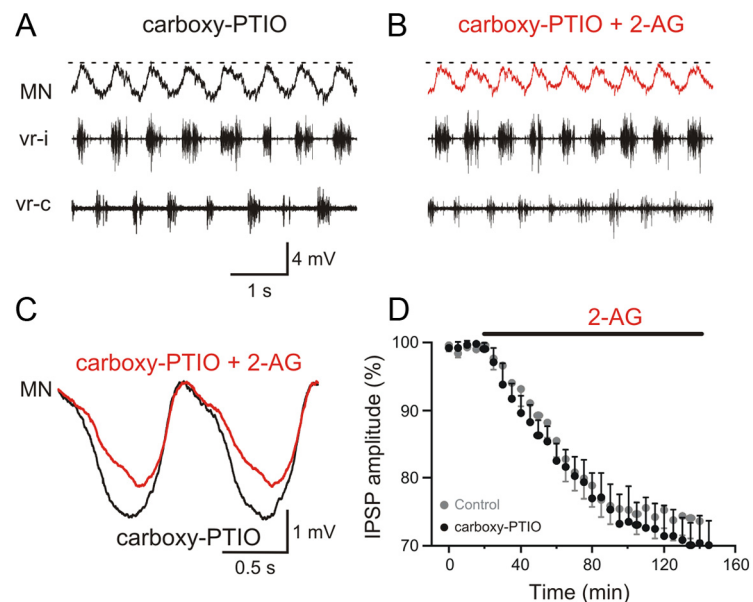 A
carboxy-PTIO
MN
vr-i
vr-c
4 mV
1 s
B
carboxy-PTIO + 2-AG
C
carboxy-PTIO + 2-AG
MN
carboxy-PTIO
1 mV
0.5 s
D
2-AG
IPSP amplitude (%)
100
90
80
70
Control
carboxy-PTIO
0 40 80 120 160
Time (min)